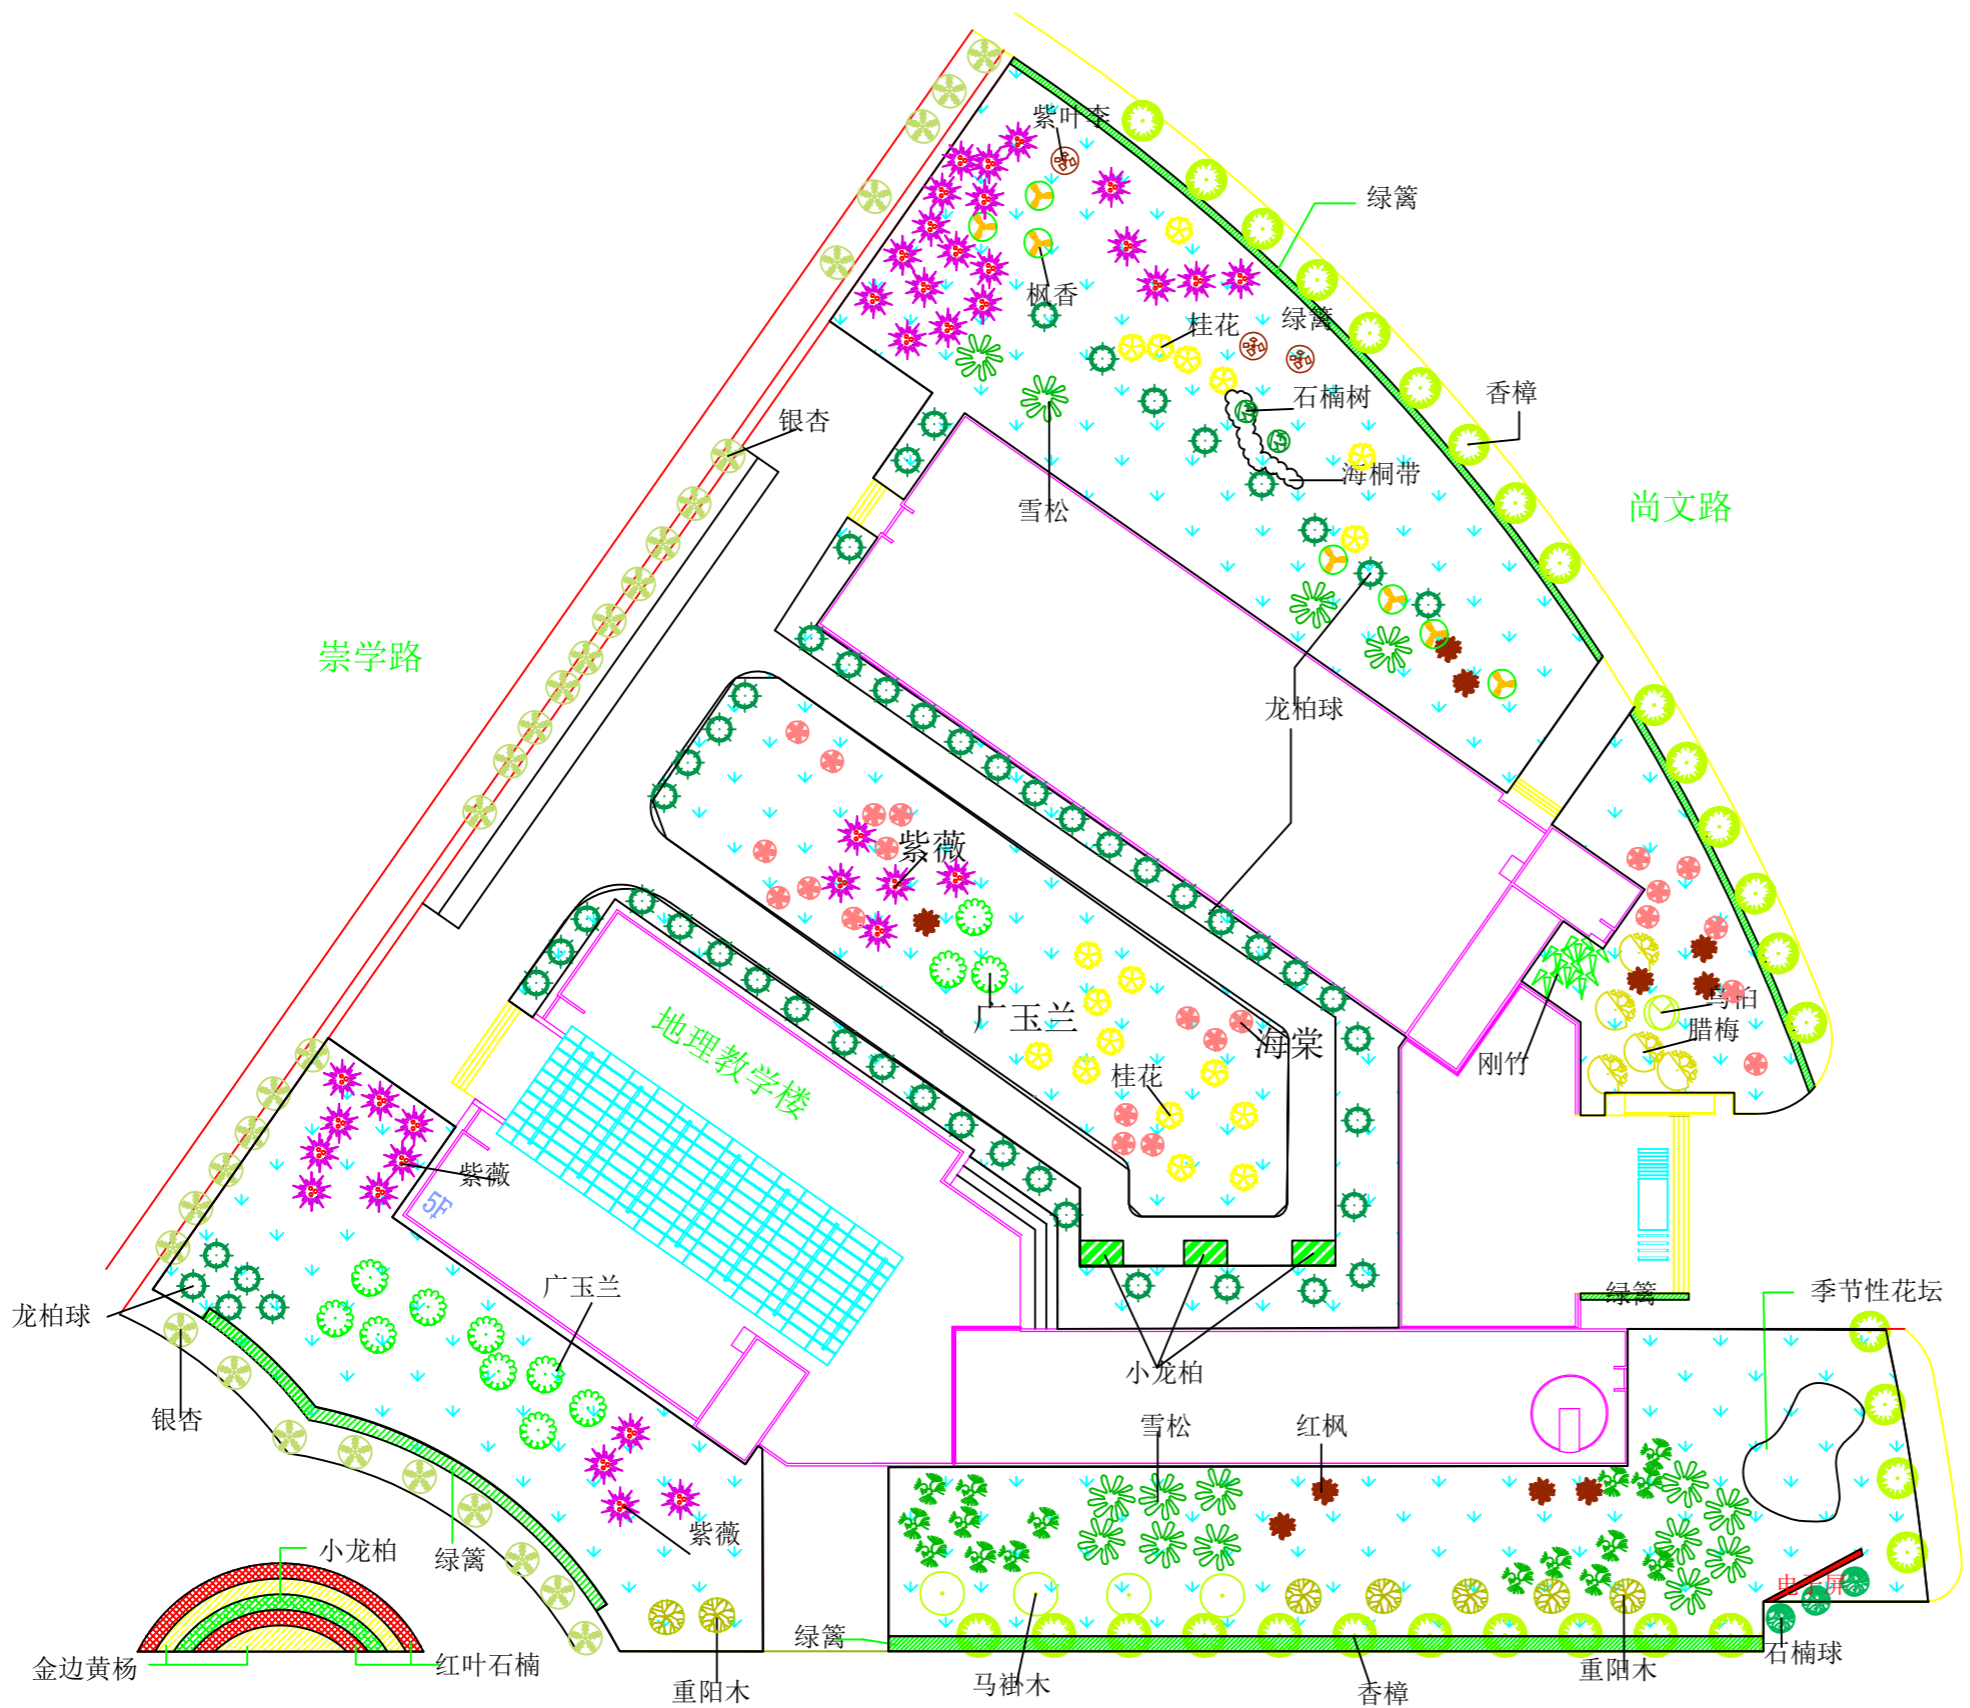 紫叶李
绿篱
枫香
桂花
绿篱
石楠树
香樟
银杏
海桐带
雪松
尚文路
崇学路
龙柏球
紫薇
广玉兰
海棠
乌桕
腊梅
刚竹
桂花
地理教学楼
紫薇
5F
广玉兰
绿篱
季节性花坛
龙柏球
小龙柏
银杏
雪松
红枫
紫薇
小龙柏
绿篱
电子屏
绿篱
石楠球
金边黄杨
红叶石楠
重阳木
马褂木
香樟
重阳木